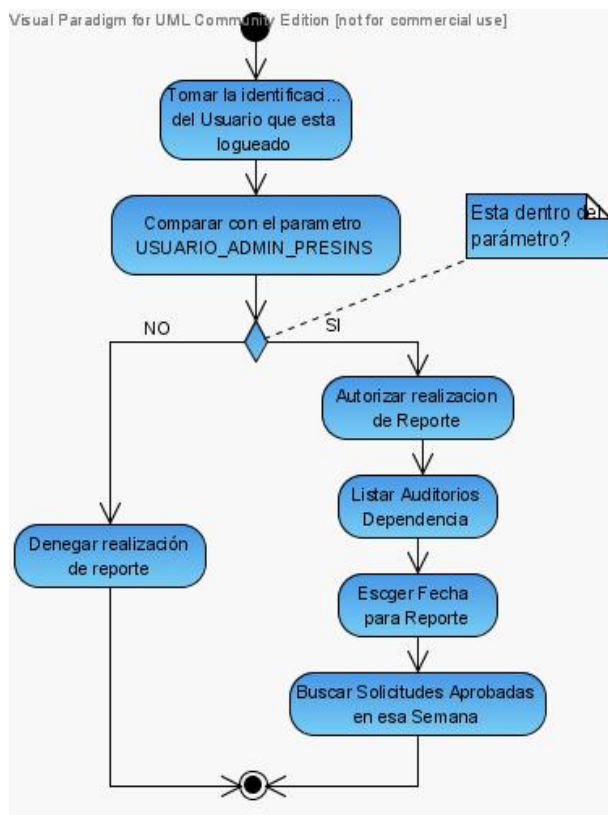 Visual Paradigm for UML Community Edition [not for commercial use]
Tomar la identificaci...
del Usuario que esta
logueado
Comparar con el parametro
USUARIO_ADMIN_PRESINS
Esta dentro del
parámetro?
NO
SI
Autorizar realizacion
de Reporte
Listar Auditorios
Dependencia
Denegar realización
de reporte
Escger Fecha
para Reporte
Buscar Solicitudes Aprobadas
en esa Semana